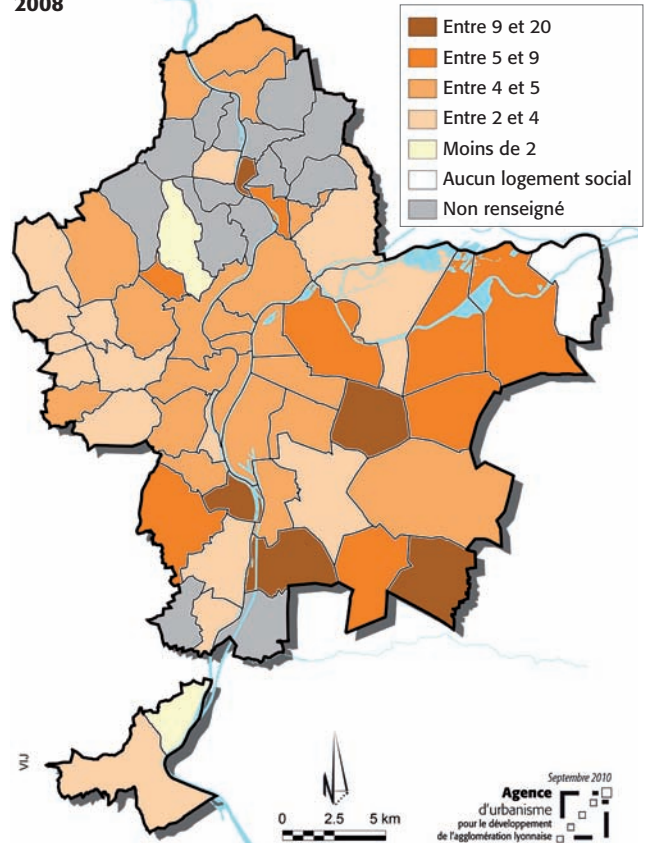 2008
Entre 9 et 20
Entre 5 et 9
Entre 4 et 5
Entre 2 et 4
Moins de 2
Aucun logement social
Non renseigné
VIJ
N
0 2.5 5 km
Septembre 2010
Agence
d'urbanisme
pour le développement
de l'agglomération lyonnaise